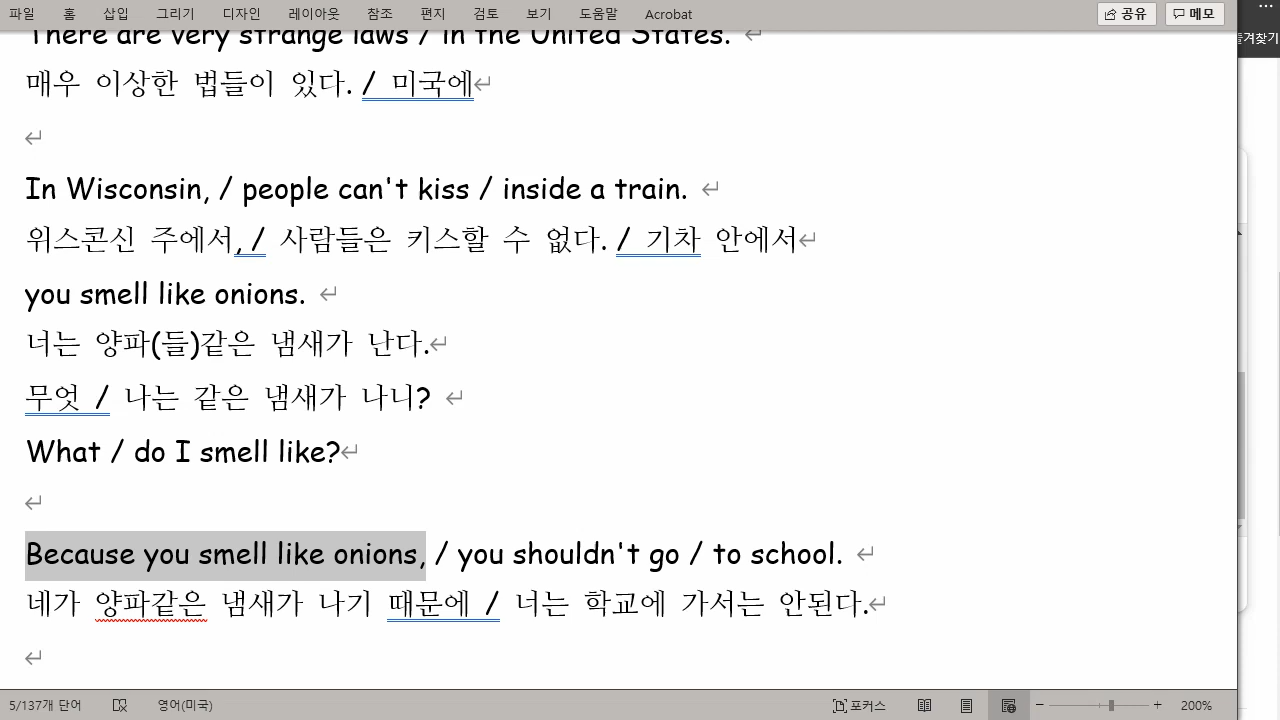 파일 홈 삽입 그리기 디자인 레이아웃 참조 편지 검토 보기 도움말 Acrobat 공유 메모
There are very strange laws / in the United States.
매우 이상한 법들이 있다. / 미국에
In Wisconsin, / people can't kiss / inside a train.
위스콘신 주에서, / 사람들은 키스할 수 없다. / 기차 안에서
you smell like onions.
너는 양파(들)같은 냄새가 난다.
무엇 / 나는 같은 냄새가 나니?
What / do I smell like?
Because you smell like onions, / you shouldn't go / to school.
네가 양파같은 냄새가 나기 때문에 / 너는 학교에 가서는 안된다.
5/137개 단어 영어(미국) 포커스 200%